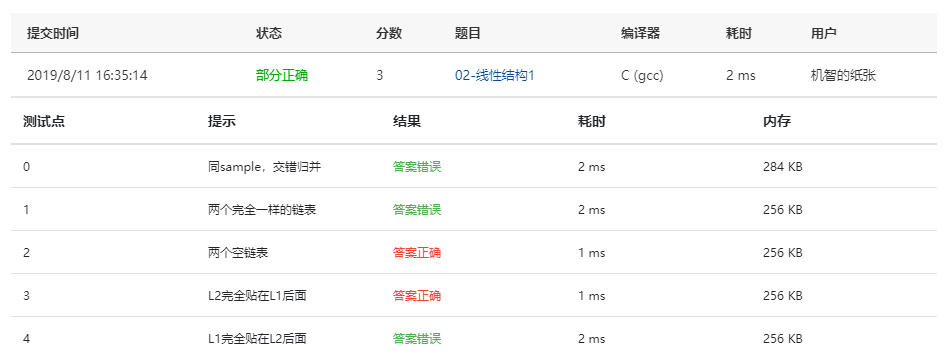 提交时间 状态 分数 题目 编译器 耗时 用户
2019/8/11 16:35:14 部分正确 3 02-线性结构1 C (gcc) 2 ms 机智的纸张
测试点 提示 结果 耗时 内存
0 同sample，交错归并 答案错误 2 ms 284 KB
1 两个完全一样的链表 答案错误 2 ms 256 KB
2 两个空链表 答案正确 1 ms 256 KB
3 L2完全贴在L1后面 答案正确 1 ms 256 KB
4 L1完全贴在L2后面 答案错误 2 ms 256 KB